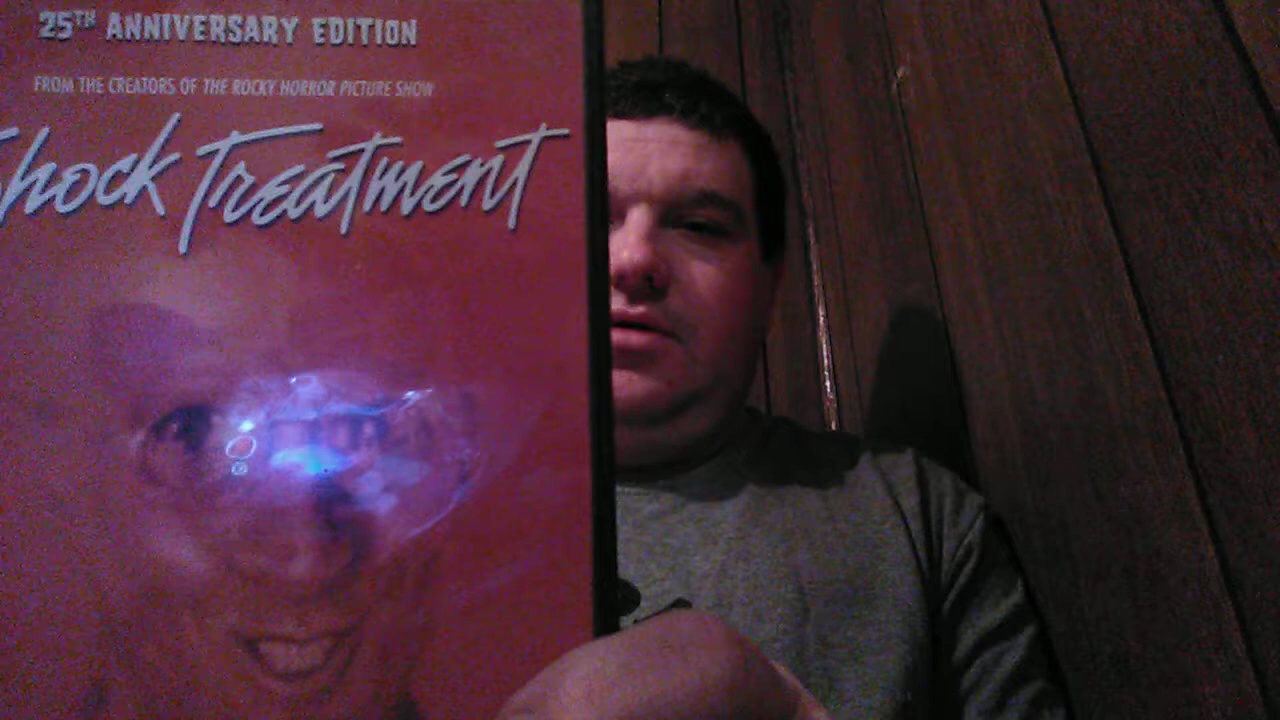 25TH ANNIVERSARY EDITION
FROM THE CREATORS OF THE ROCKY HORROR PICTURE SHOW
Shock Treatment